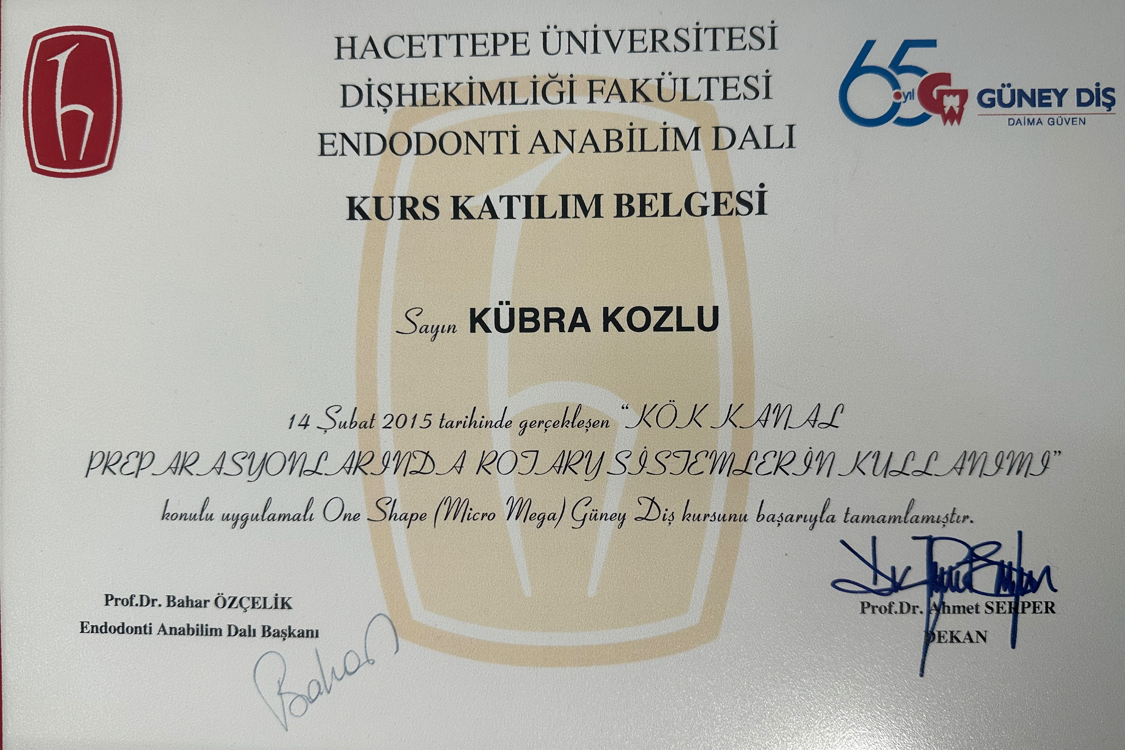 HACETTEPE ÜNİVERSİTESİ
DİŞHEKİMLİĞİ FAKÜLTESİ
ENDODONTİ ANABİLİM DALI
65.yıl
GÜNEY DİŞ
DAİMA GÜVEN
KURS KATILIM BELGESİ
Sayın KÜBRA KOZLU
14 Şubat 2015 tarihinde gerçekleşen “KÖK KANAL
PREPARASYONLARINDA ROTARY SİSTEMLERİN KULLANIMI”
konulu uygulamalı One Shape (Micro Mega) Güney Diş kursunu başarıyla tamamlamıştır.
Prof.Dr. Bahar ÖZÇELİK
Endodonti Anabilim Dalı Başkanı
Bahar
Prof.Dr. Ahmet SERPER
DEKAN